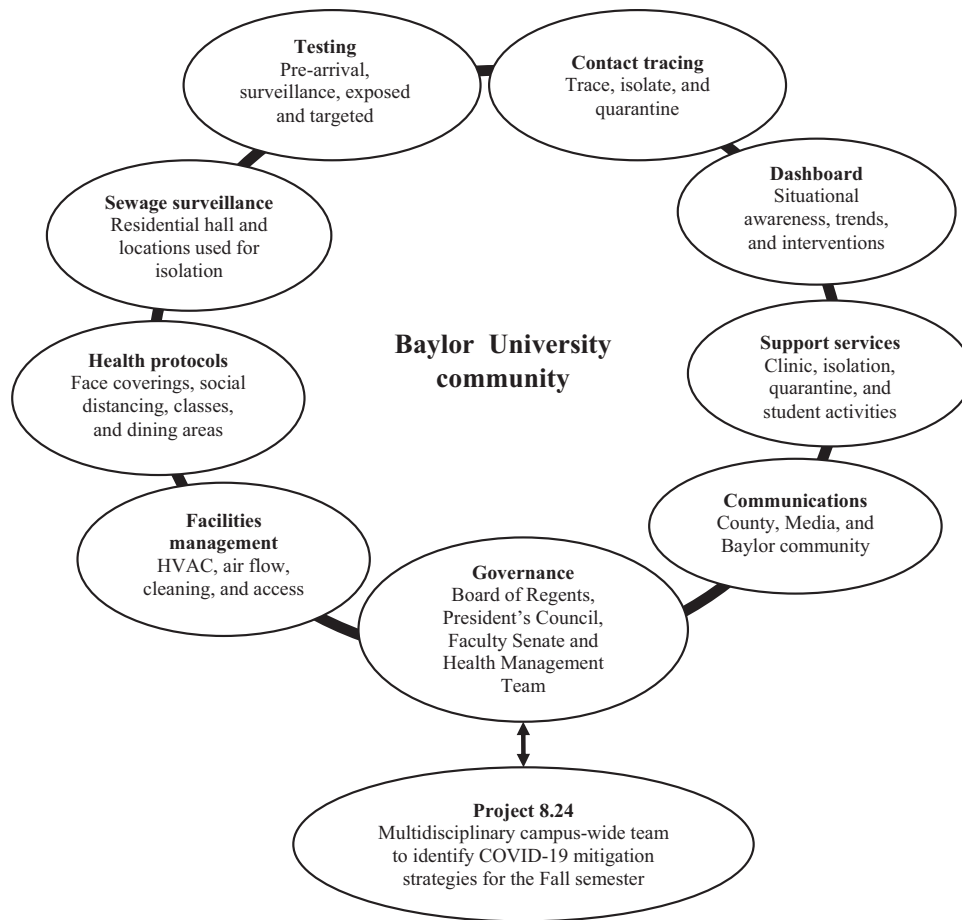 Testing
Pre-arrival,
surveillance, exposed
and targeted
Contact tracing
Trace, isolate, and
quarantine
Dashboard
Situational
awareness, trends,
and interventions
Sewage surveillance
Residential hall and
locations used for
isolation
Baylor University
community
Support services
Clinic, isolation,
quarantine, and
student activities
Health protocols
Face coverings, social
distancing, classes,
and dining areas
Communications
County, Media, and
Baylor community
Facilities
management
HVAC, air flow,
cleaning, and access
Governance
Board of Regents,
President’s Council,
Faculty Senate and
Health Management
Team
Project 8.24
Multidisciplinary campus-wide team
to identify COVID-19 mitigation
strategies for the Fall semester